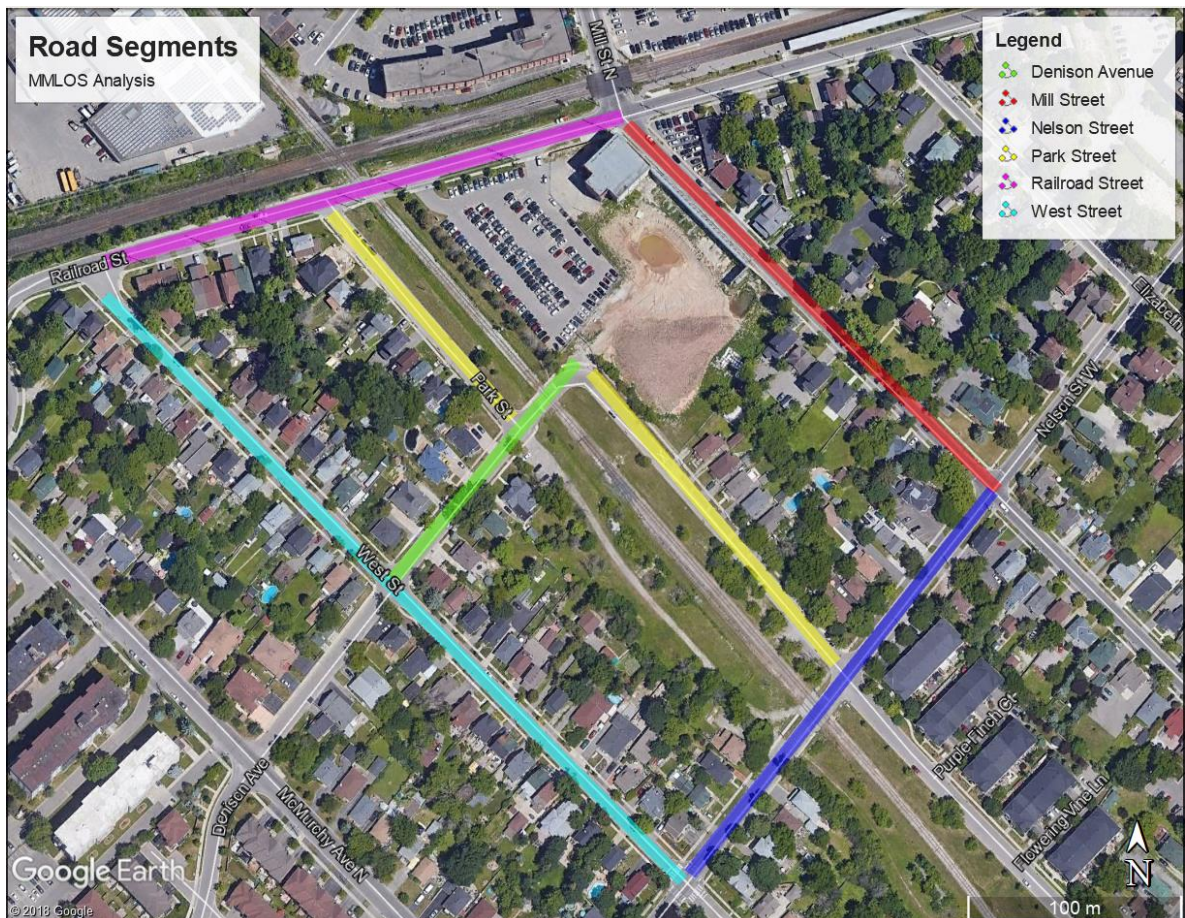 Road Segments
MMLOS Analysis
Mill St N
Legend
Denison Avenue
Mill Street
Nelson Street
Park Street
Railroad Street
West Street
Railroad St
Elizabeth
Park St
Nelson St W
West St
Purple Finch Ct
Denison Ave
McMurchy Ave N
Flowering Vine Ln
Google Earth
N
© 2018 Google
100 m